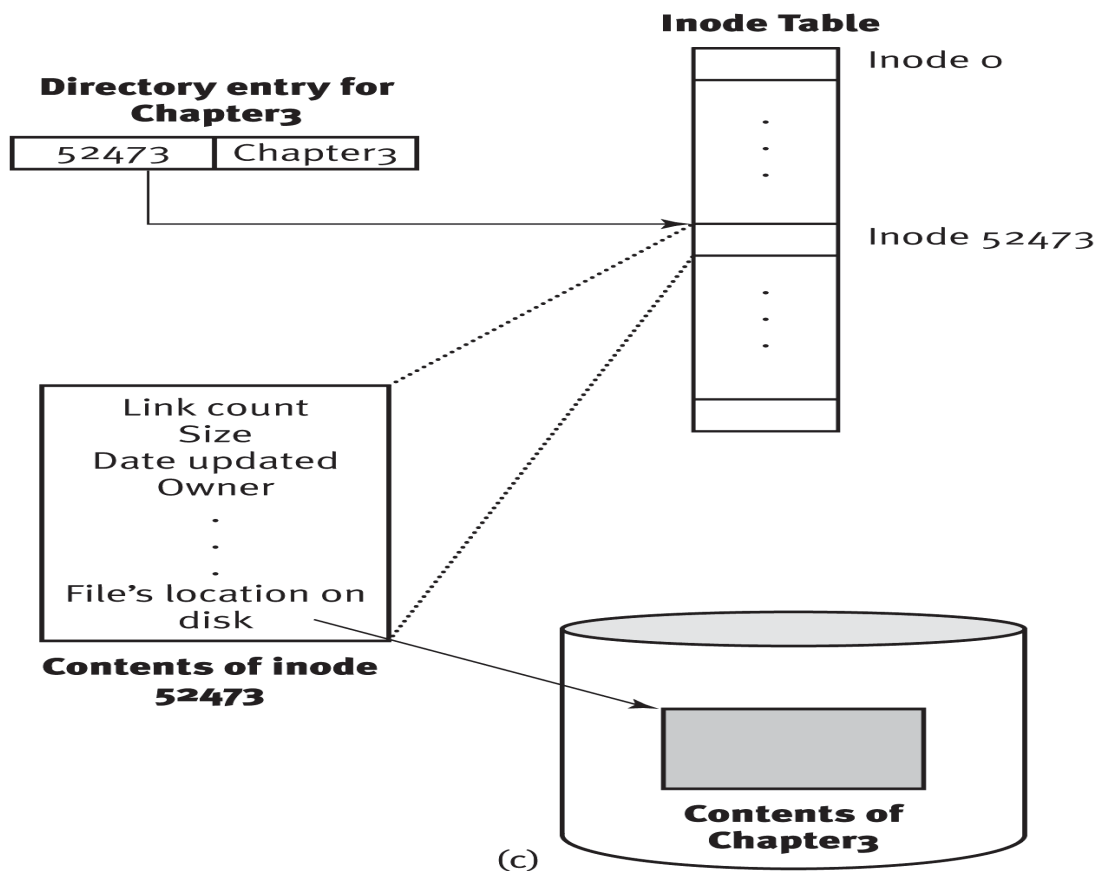 Inode Table
Inode 0
Directory entry for
Chapter3
52473 Chapter3
Inode 52473
Link count
Size
Date updated
Owner
File’s location on
disk
Contents of inode
52473
Contents of
Chapter3
(c)